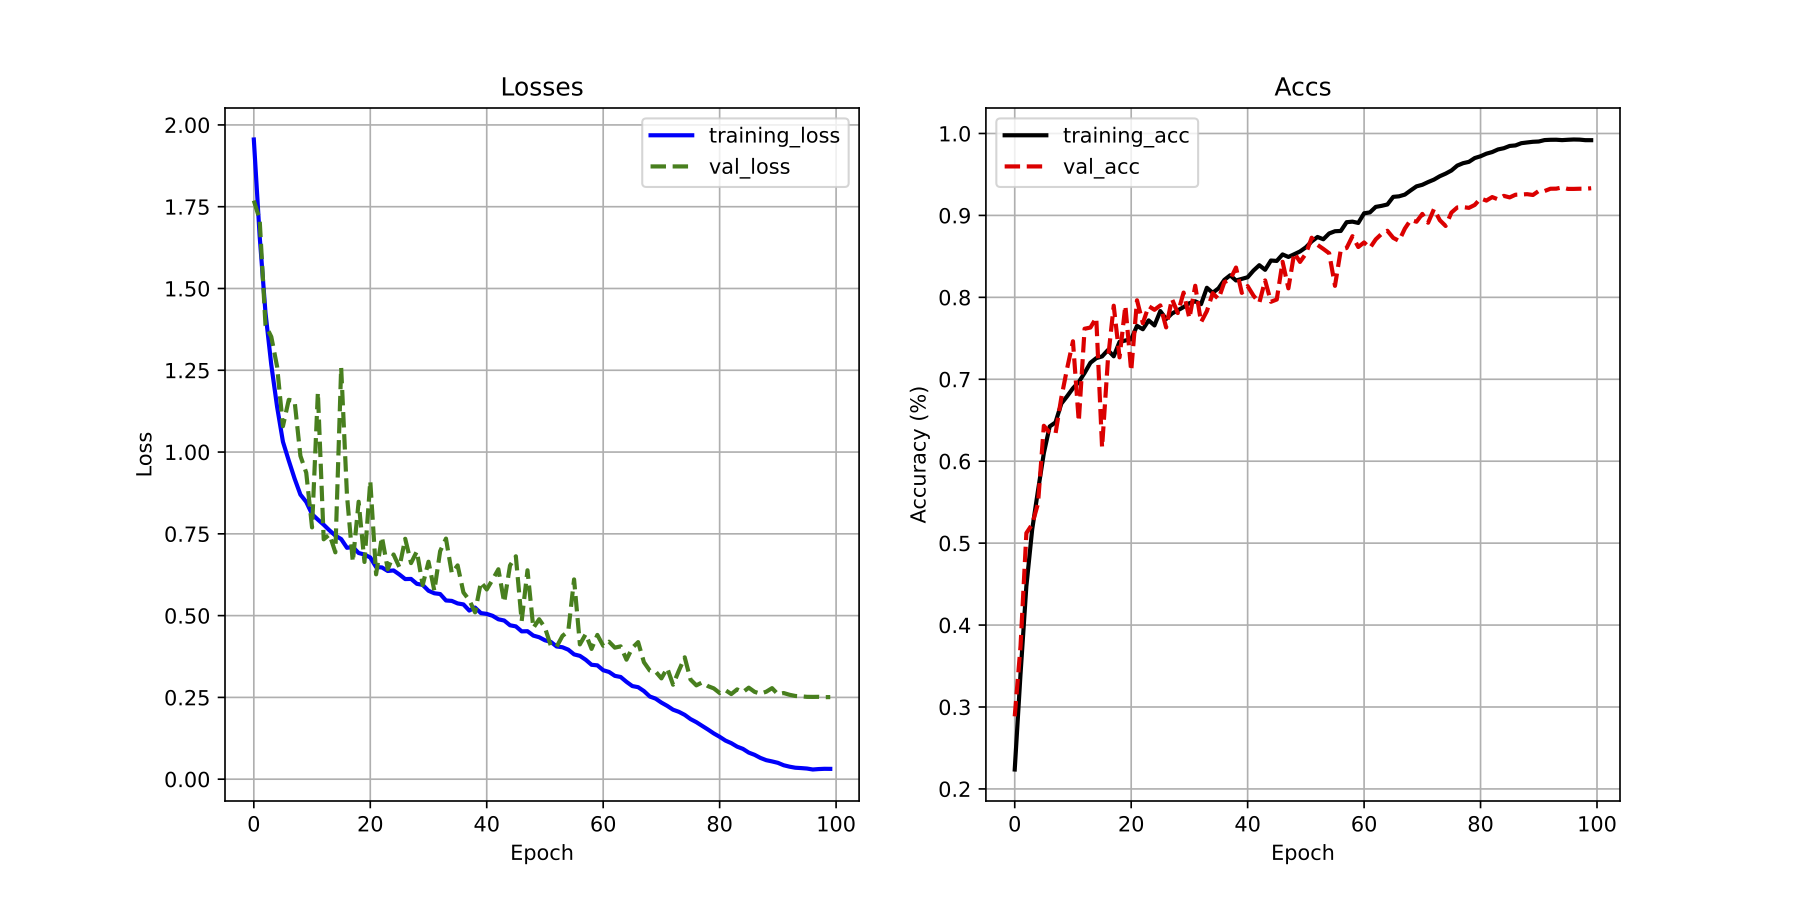 Losses
2.00
1.75
1.50
1.25
1.00
0.75
0.50
0.25
0.00
Loss
0 20 40 60 80 100
Epoch
training_loss
val_loss
Accs
1.0
0.9
0.8
0.7
0.6
0.5
0.4
0.3
0.2
Accuracy (%)
0 20 40 60 80 100
Epoch
training_acc
val_acc